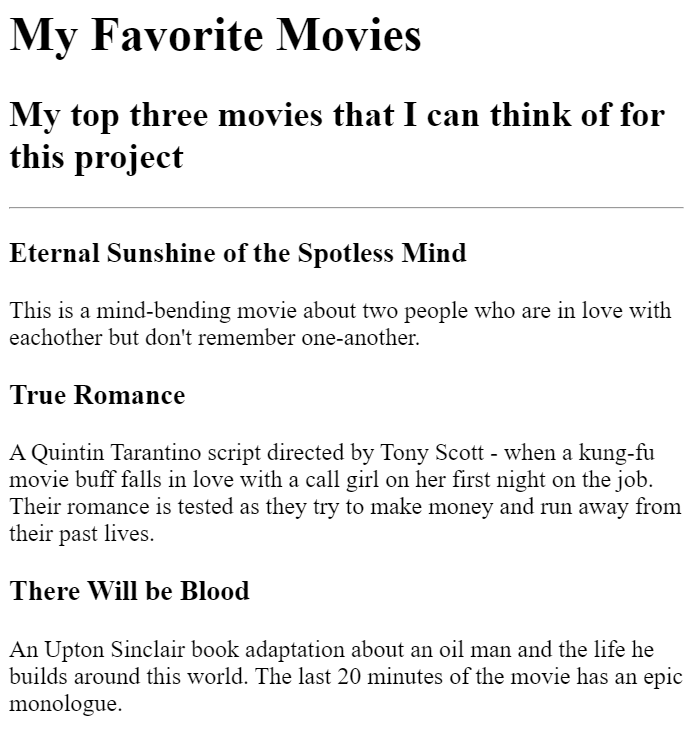 My Favorite Movies
My top three movies that I can think of for
this project
Eternal Sunshine of the Spotless Mind
This is a mind-bending movie about two people who are in love with
eachother but don't remember one-another.
True Romance
A Quintin Tarantino script directed by Tony Scott - when a kung-fu
movie buff falls in love with a call girl on her first night on the job.
Their romance is tested as they try to make money and run away from
their past lives.
There Will be Blood
An Upton Sinclair book adaptation about an oil man and the life he
builds around this world. The last 20 minutes of the movie has an epic
monologue.